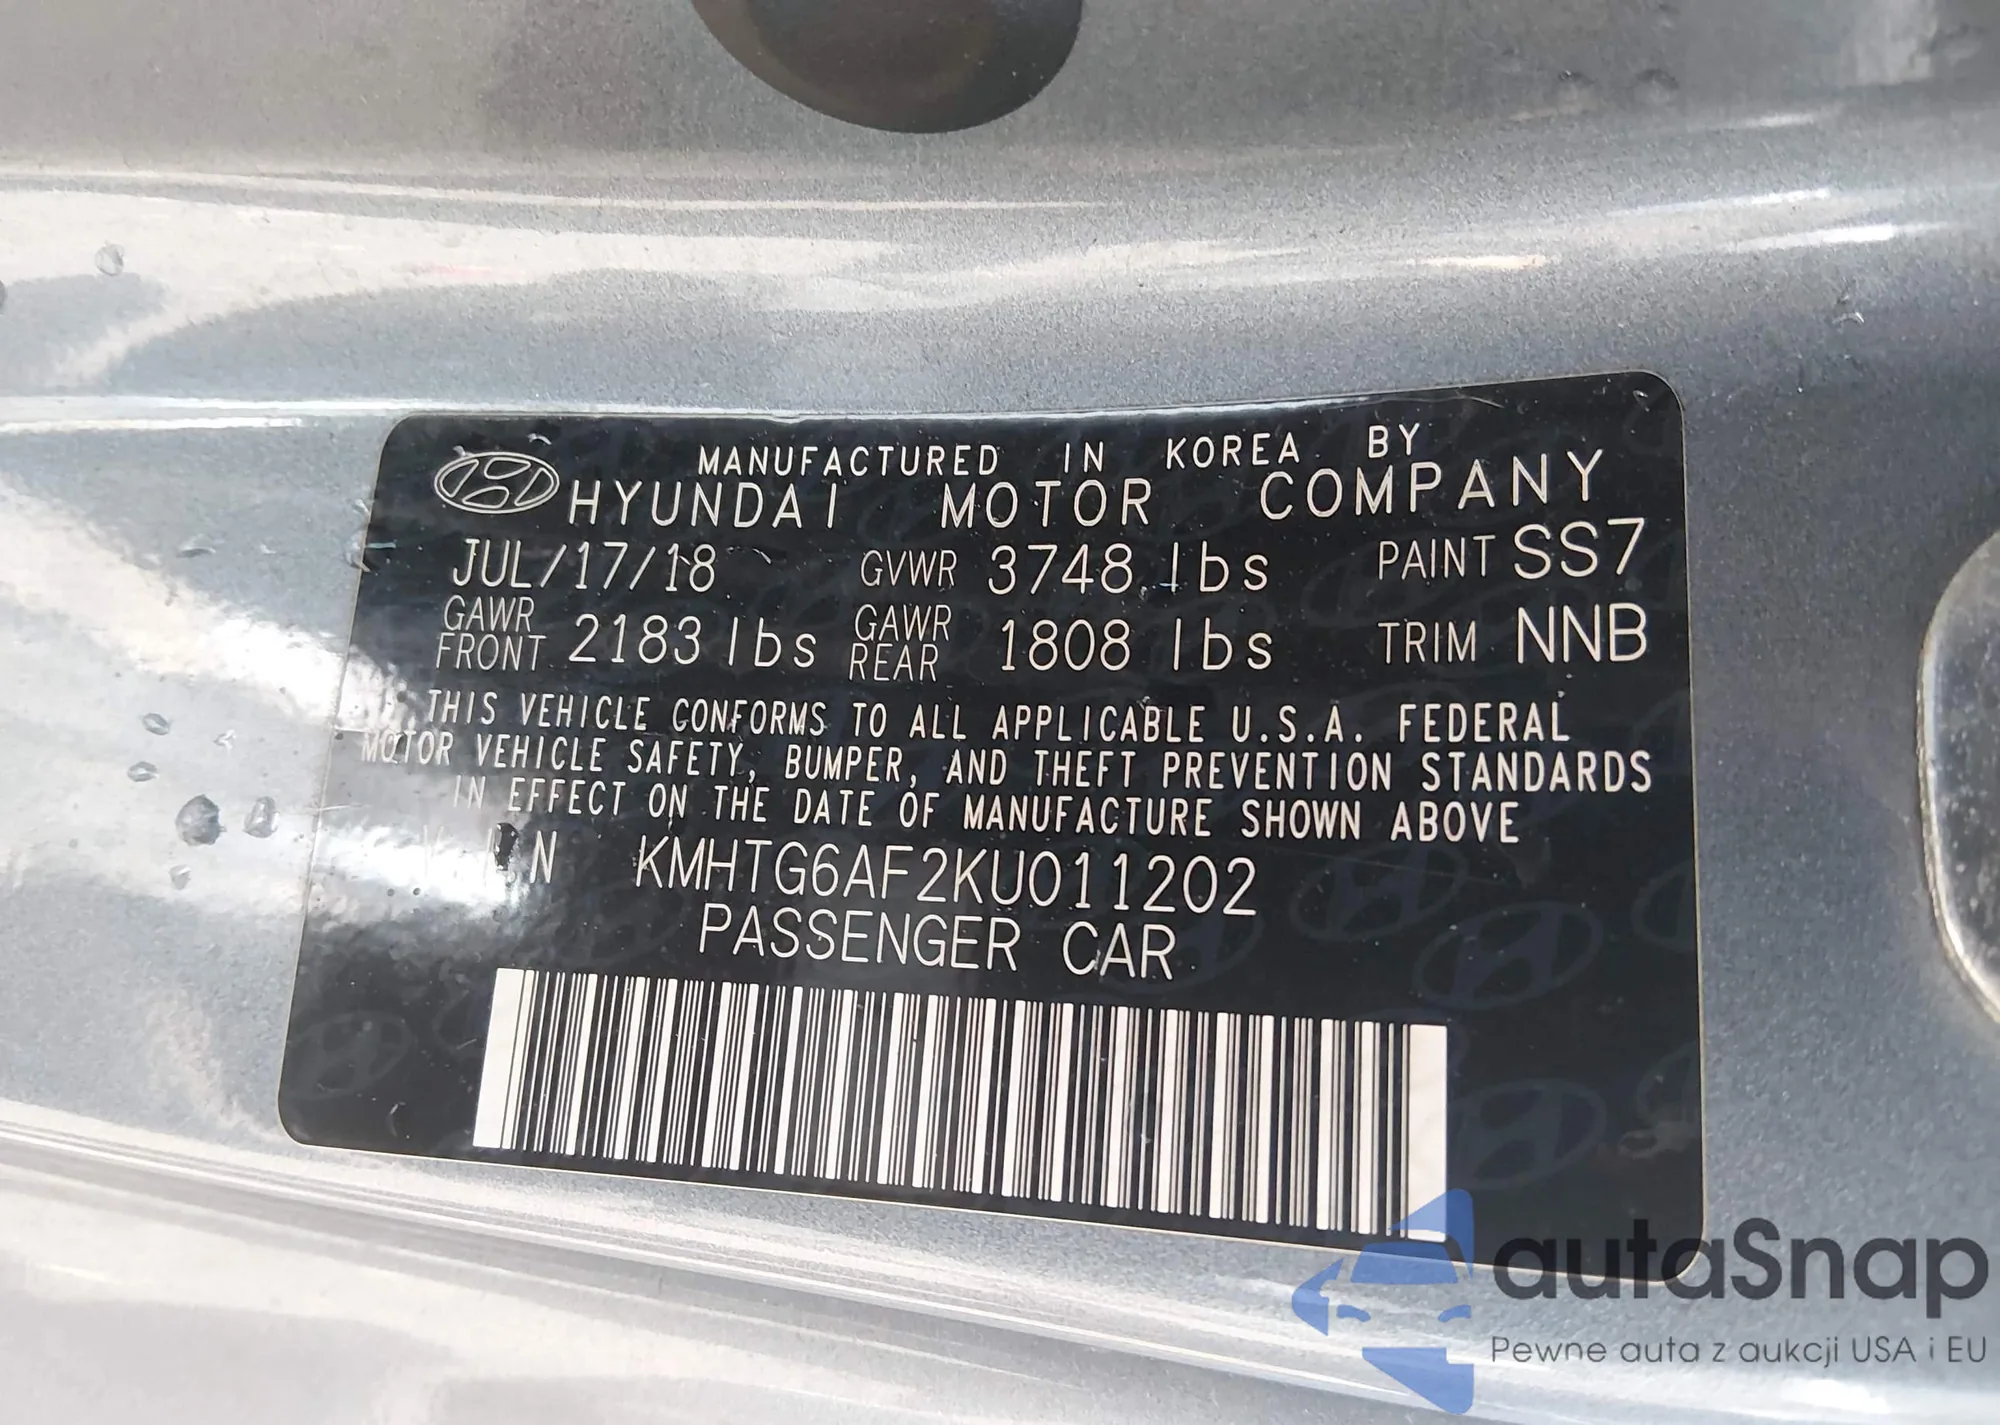 MANUFACTURED IN KOREA BY
HYUNDAI MOTOR COMPANY
JUL/17/18 GVWR 3748 lbs PAINT SS7
GAWR FRONT 2183 lbs GAWR REAR 1808 lbs TRIM NNB
THIS VEHICLE CONFORMS TO ALL APPLICABLE U.S.A. FEDERAL
MOTOR VEHICLE SAFETY, BUMPER, AND THEFT PREVENTION STANDARDS
IN EFFECT ON THE DATE OF MANUFACTURE SHOWN ABOVE
V I N KMHTG6AF2KU011202
PASSENGER CAR
autaSnap
Pewne auta z aukcji USA i EU